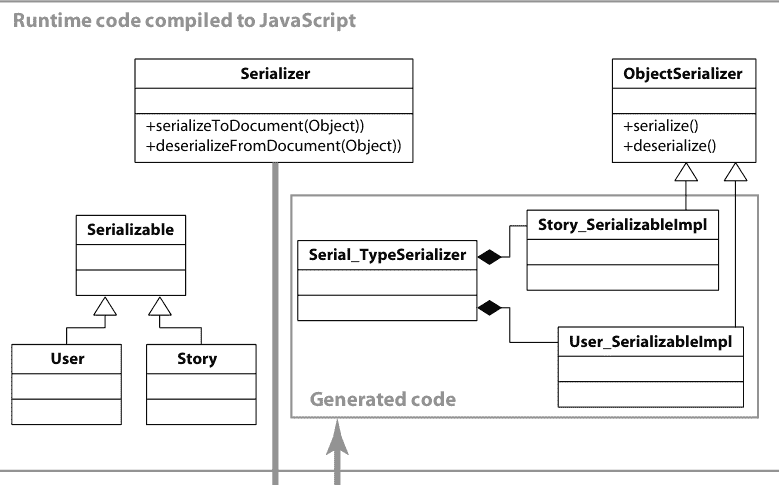 Runtime code compiled to JavaScript
Serializer
+serializeToDocument(Object))
+deserializeFromDocument(Object))
ObjectSerializer
+serialize()
+deserialize()
Serializable
User
Story
Serial_TypeSerializer
Story_SerializableImpl
User_SerializableImpl
Generated code